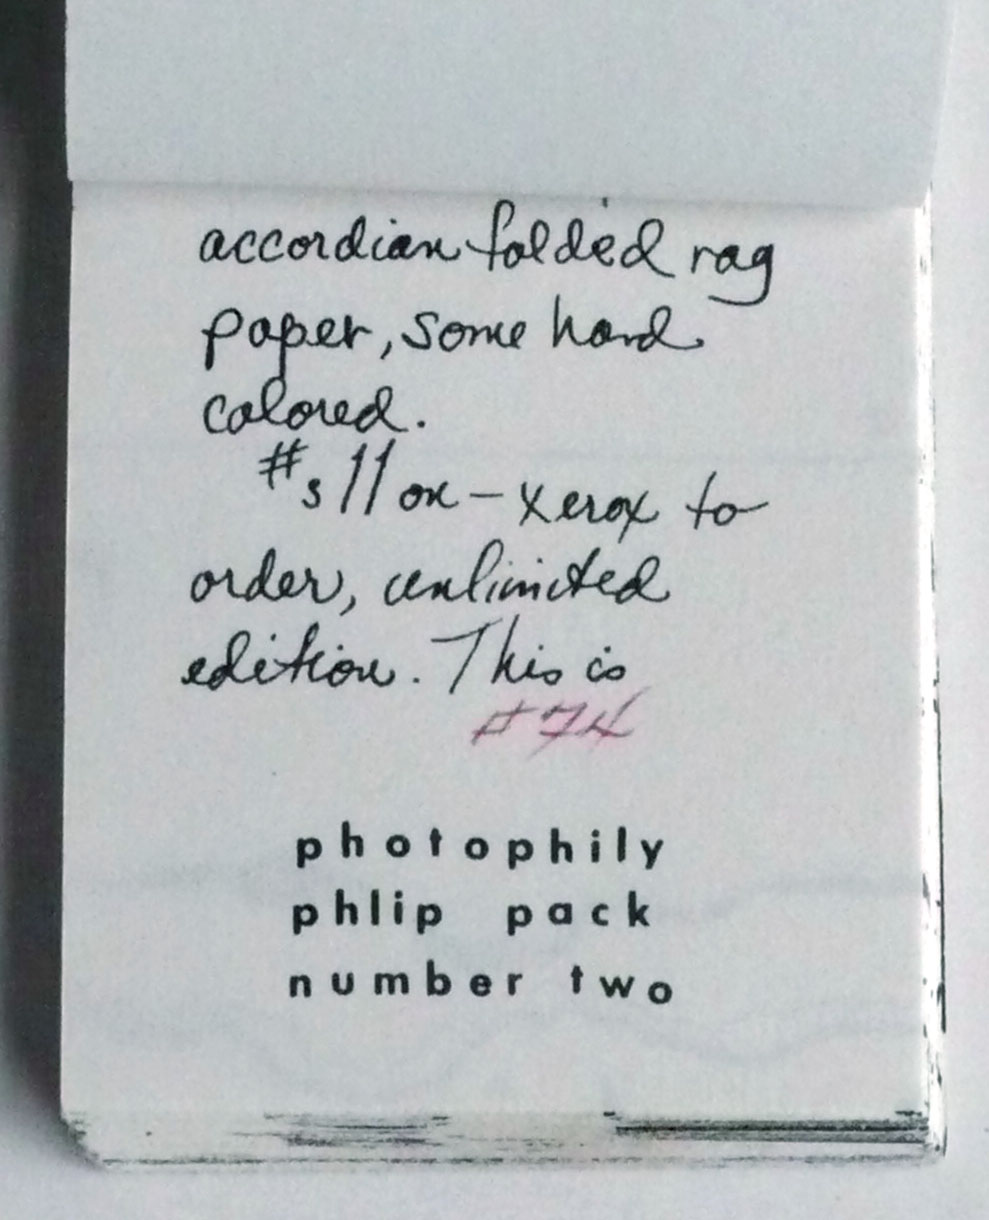 accordian folded rag
paper, some hand
colored.
#s 11 on – xerox to
order, unlimited
edition. This is
#74
photophily
phlip pack
number two